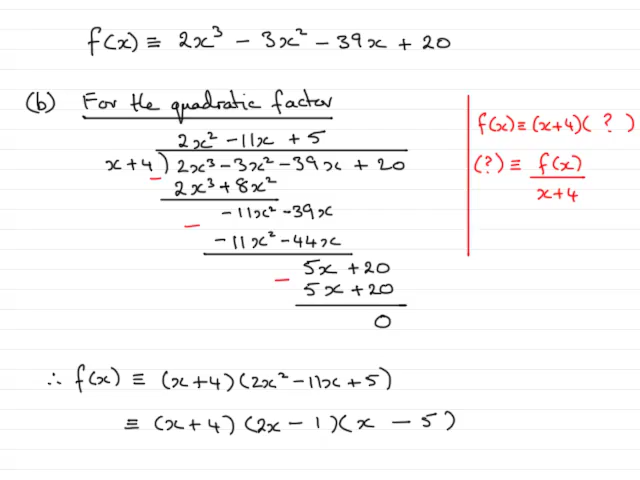 f(x) ≡ 2x³ - 3x² - 39x + 20
(b) For the quadratic factor
2x² - 11x + 5
x + 4 ) 2x³ - 3x² - 39x + 20
- 2x³ + 8x²
-11x² - 39x
- -11x² - 44x
5x + 20
- 5x + 20
0
f(x) ≡ (x+4)( ? )
(?) ≡ f(x)
x+4
∴ f(x) ≡ (x+4)(2x² - 11x + 5)
≡ (x+4)(2x - 1)(x - 5)